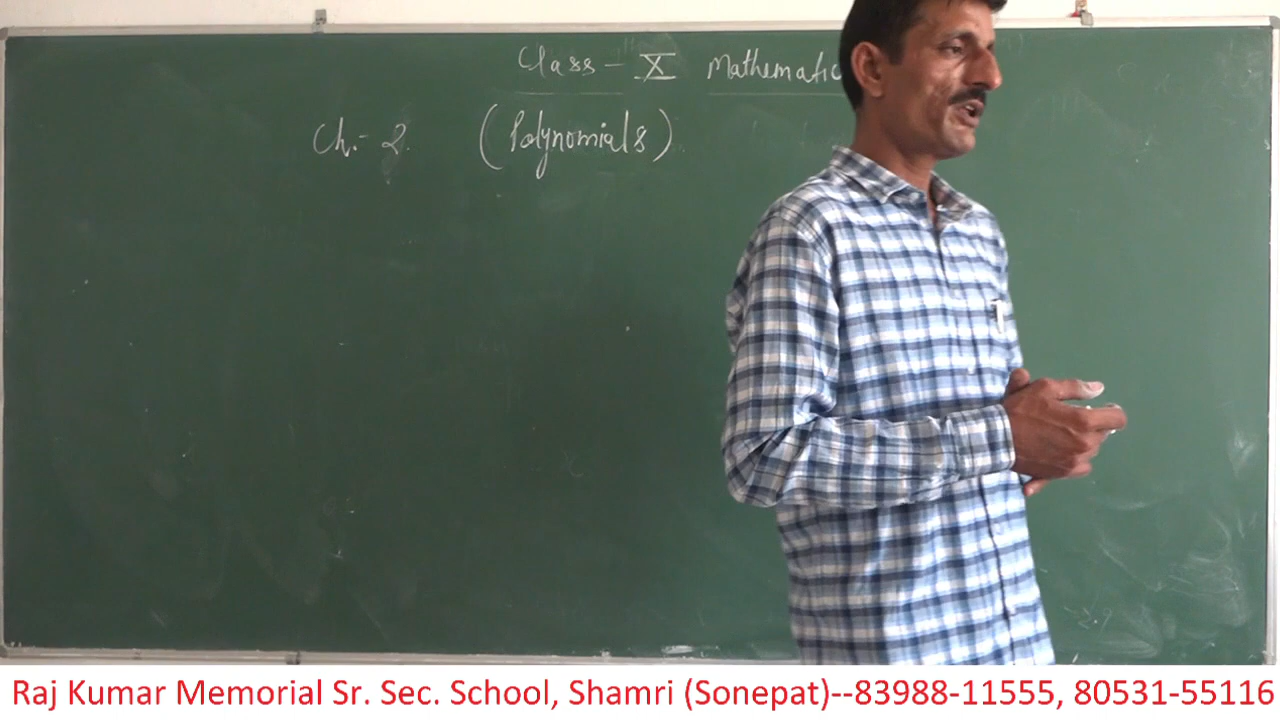 Class - X Mathematic
Ch:- 2. (Polynomials)
Raj Kumar Memorial Sr. Sec. School, Shamri (Sonepat)--83988-11555, 80531-55116